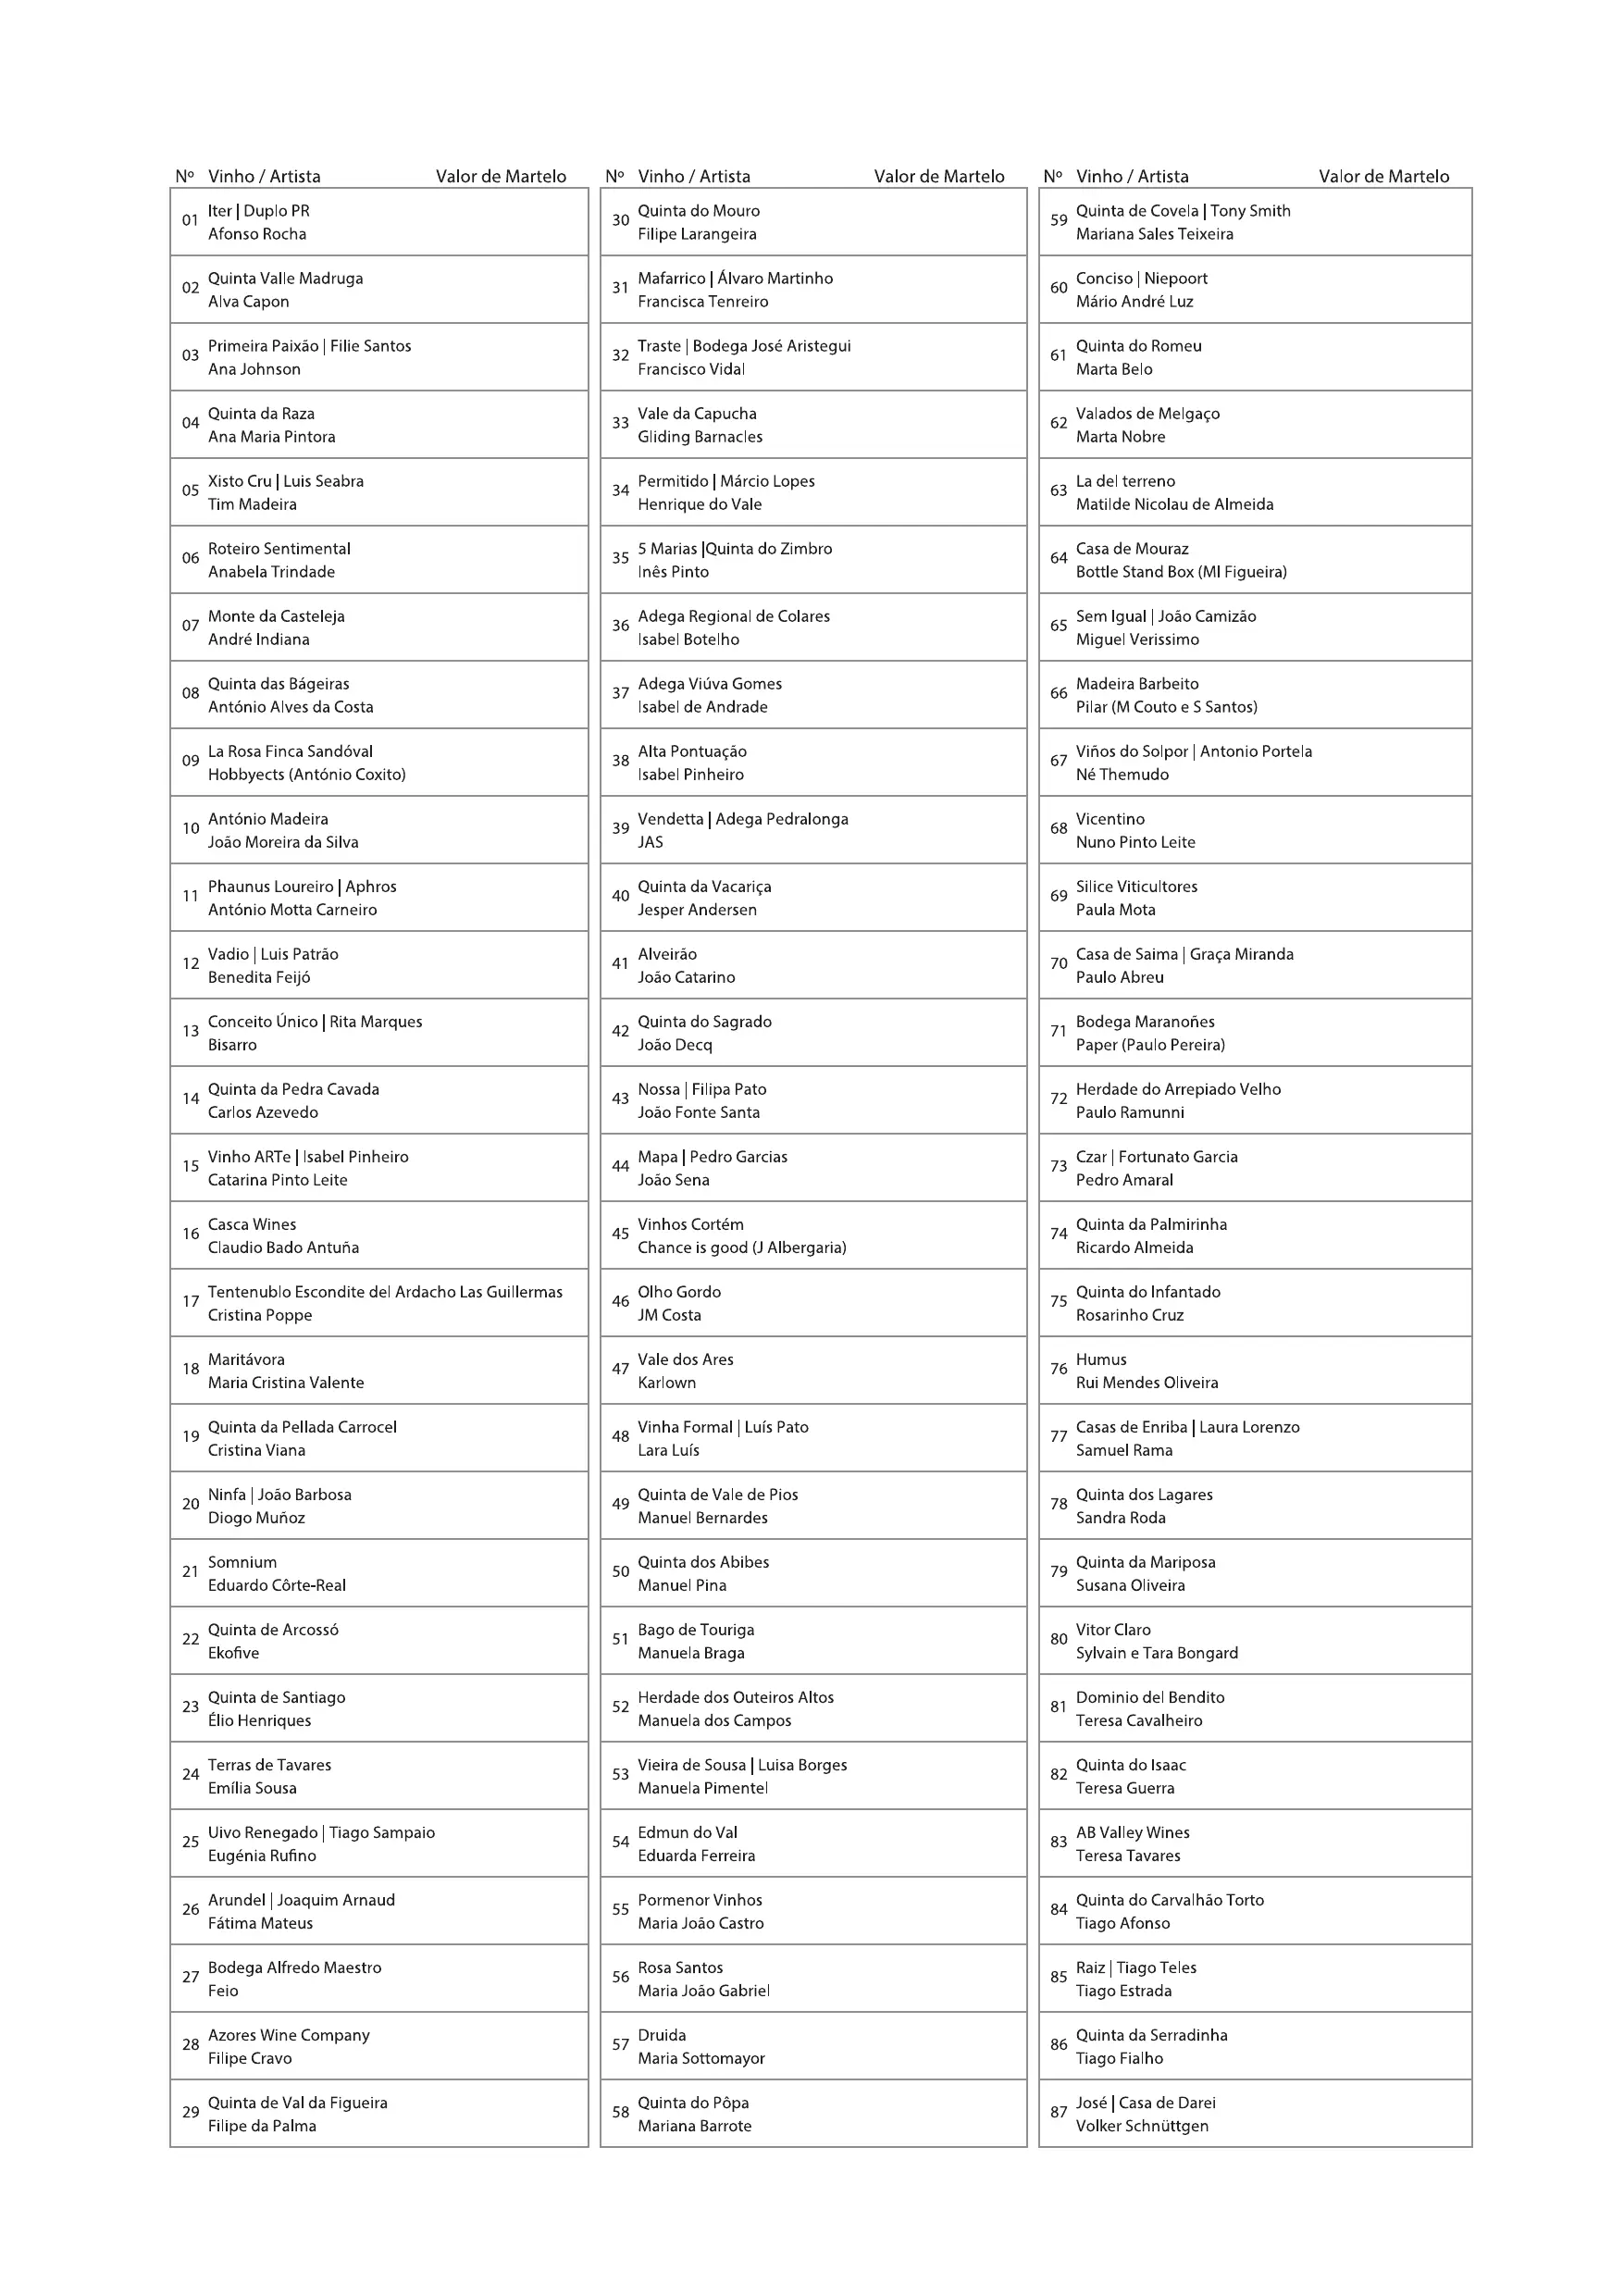 Nº Vinho / Artista Valor de Martelo
01 Iter | Duplo PR
Afonso Rocha
02 Quinta Valle Madruga
Alva Capon
03 Primeira Paixão | Filie Santos
Ana Johnson
04 Quinta da Raza
Ana Maria Pintora
05 Xisto Cru | Luis Seabra
Tim Madeira
06 Roteiro Sentimental
Anabela Trindade
07 Monte da Casteleja
André Indiana
08 Quinta das Bágeiras
António Alves da Costa
09 La Rosa Finca Sandóval
Hobbyects (António Coxito)
10 António Madeira
João Moreira da Silva
11 Phaunus Loureiro | Aphros
António Motta Carneiro
12 Vadio | Luis Patrão
Benedita Feijó
13 Conceito Único | Rita Marques
Bisarro
14 Quinta da Pedra Cavada
Carlos Azevedo
15 Vinho ARTe | Isabel Pinheiro
Catarina Pinto Leite
16 Casca Wines
Claudio Bado Antuña
17 Tentenublo Escondite del Ardacho Las Guillermas
Cristina Poppe
18 Maritávora
Maria Cristina Valente
19 Quinta da Pellada Carrocel
Cristina Viana
20 Ninfa | João Barbosa
Diogo Muñoz
21 Somnium
Eduardo Côrte-Real
22 Quinta de Arcossó
Ekofive
23 Quinta de Santiago
Élio Henriques
24 Terras de Tavares
Emília Sousa
25 Uivo Renegado | Tiago Sampaio
Eugénia Rufino
26 Arundel | Joaquim Arnaud
Fátima Mateus
27 Bodega Alfredo Maestro
Feio
28 Azores Wine Company
Filipe Cravo
29 Quinta de Val da Figueira
Filipe da Palma
Nº Vinho / Artista Valor de Martelo
30 Quinta do Mouro
Filipe Larangeira
31 Mafarrico | Álvaro Martinho
Francisca Tenreiro
32 Traste | Bodega José Aristegui
Francisco Vidal
33 Vale da Capucha
Gliding Barnacles
34 Permitido | Márcio Lopes
Henrique do Vale
35 5 Marias |Quinta do Zimbro
Inês Pinto
36 Adega Regional de Colares
Isabel Botelho
37 Adega Viúva Gomes
Isabel de Andrade
38 Alta Pontuação
Isabel Pinheiro
39 Vendetta | Adega Pedralonga
JAS
40 Quinta da Vacariça
Jesper Andersen
41 Alveirão
João Catarino
42 Quinta do Sagrado
João Decq
43 Nossa | Filipa Pato
João Fonte Santa
44 Mapa | Pedro Garcias
João Sena
45 Vinhos Cortém
Chance is good (J Albergaria)
46 Olho Gordo
JM Costa
47 Vale dos Ares
Karlown
48 Vinha Formal | Luís Pato
Lara Luís
49 Quinta de Vale de Pios
Manuel Bernardes
50 Quinta dos Abibes
Manuel Pina
51 Bago de Touriga
Manuela Braga
52 Herdade dos Outeiros Altos
Manuela dos Campos
53 Vieira de Sousa | Luisa Borges
Manuela Pimentel
54 Edmun do Val
Eduarda Ferreira
55 Pormenor Vinhos
Maria João Castro
56 Rosa Santos
Maria João Gabriel
57 Druida
Maria Sottomayor
58 Quinta do Pôpa
Mariana Barrote
Nº Vinho / Artista Valor de Martelo
59 Quinta de Covela | Tony Smith
Mariana Sales Teixeira
60 Conciso | Niepoort
Mário André Luz
61 Quinta do Romeu
Marta Belo
62 Valados de Melgaço
Marta Nobre
63 La del terreno
Matilde Nicolau de Almeida
64 Casa de Mouraz
Bottle Stand Box (Ml Figueira)
65 Sem Igual | João Camizão
Miguel Verissimo
66 Madeira Barbeito
Pilar (M Couto e S Santos)
67 Viños do Solpor | Antonio Portela
Né Themudo
68 Vicentino
Nuno Pinto Leite
69 Silice Viticultores
Paula Mota
70 Casa de Saima | Graça Miranda
Paulo Abreu
71 Bodega Maranoñes
Paper (Paulo Pereira)
72 Herdade do Arrepiado Velho
Paulo Ramunni
73 Czar | Fortunato Garcia
Pedro Amaral
74 Quinta da Palmirinha
Ricardo Almeida
75 Quinta do Infantado
Rosarinho Cruz
76 Humus
Rui Mendes Oliveira
77 Casas de Enriba | Laura Lorenzo
Samuel Rama
78 Quinta dos Lagares
Sandra Roda
79 Quinta da Mariposa
Susana Oliveira
80 Vitor Claro
Sylvain e Tara Bongard
81 Dominio del Bendito
Teresa Cavalheiro
82 Quinta do Isaac
Teresa Guerra
83 AB Valley Wines
Teresa Tavares
84 Quinta do Carvalhão Torto
Tiago Afonso
85 Raiz | Tiago Teles
Tiago Estrada
86 Quinta da Serradinha
Tiago Fialho
87 José | Casa de Darei
Volker Schnüttgen